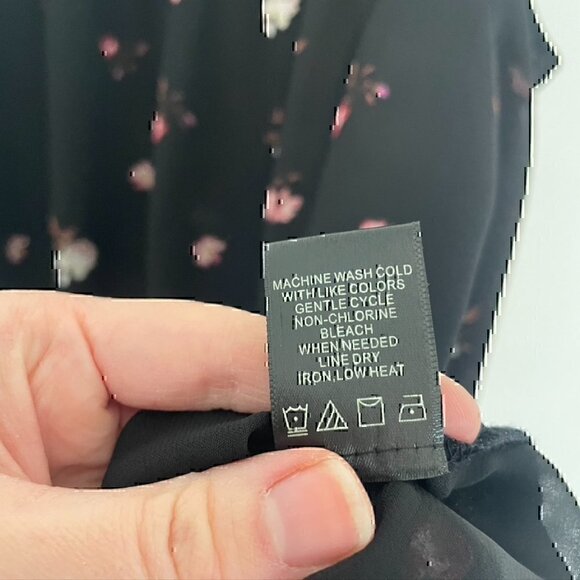 MACHINE WASH COLD
WITH LIKE COLORS
GENTLE CYCLE
NON-CHLORINE
BLEACH
WHEN NEEDED
LINE DRY
IRON LOW HEAT